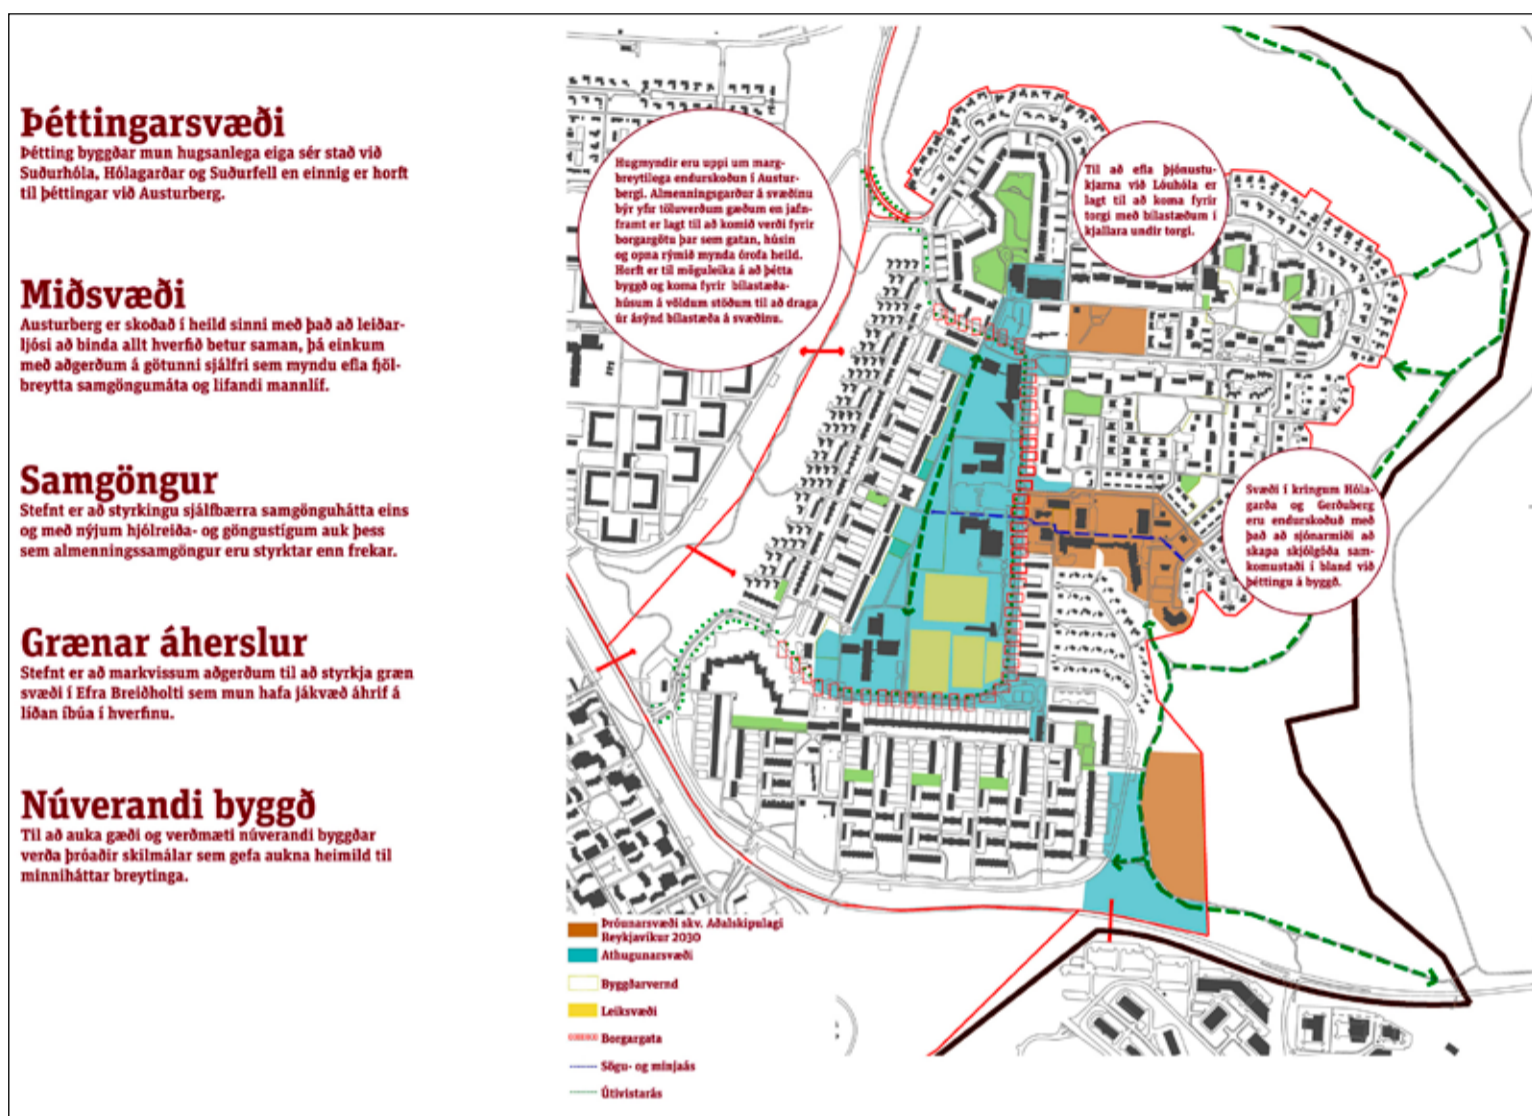 Þéttingarsvæði
Þétting byggðar mun hugsanlega eiga sér stað við
Suðurhóla, Hólagarðar og Suðurfell en einnig er horft
til þéttingar við Austurberg.
Miðsvæði
Austurberg er skoðað í heild sinni með það að leiðar-
ljósi að binda allt hverfið betur saman, þá einkum
með aðgerðum á götunni sjálfri sem myndu efla fjöl-
breytta samgöngumáta og lifandi mannlíf.
Samgöngur
Stefnt er að styrkingu sjálfbærra samgönguhátta eins
og með nýjum hjólreiða- og göngustígum auk þess
sem almenningssamgöngur eru styrktar enn frekar.
Grænar áherslur
Stefnt er að markvissum aðgerðum til að styrkja græn
svæði í Efra Breiðholti sem mun hafa jákvæð áhrif á
líðan íbúa í hverfinu.
Núverandi byggð
Til að auka gæði og verðmæti núverandi byggðar
verða þróaðir skilmálar sem gefa aukna heimild til
minniháttar breytinga.
Hugmyndir eru uppi um marg-
breytilega endurskoðun í Austur-
bergi. Almenningsgarður á svæðinu
býr yfir töluverðum gæðum en jafn-
framt er lagt til að komið verði fyrir
borgargötu þar sem gatan, húsin
og opna rýmið mynda órofa heild.
Horft er til möguleika á að þétta
byggð og koma fyrir bílastæða-
húsum á völdum stöðum til að draga
úr ásýnd bílastæða á svæðinu.
Til að efla þjónustu-
kjarna við Lóuhóla er
lagt til að koma fyrir
torgi með bílastæðum í
kjallara undir torgi.
Svæði í kringum Hóla-
garða og Gerðuberg
eru endurskoðuð með
það að sjónarmiði að
skapa skjólgóða sam-
komustaði í bland við
þéttingu á byggð.
Þróunarsvæði skv. Aðalskipulagi
Reykjavíkur 2030
Athugunarsvæði
Byggðarvernd
Leiksvæði
Borgargata
Sögu- og minjaás
Útivistarás